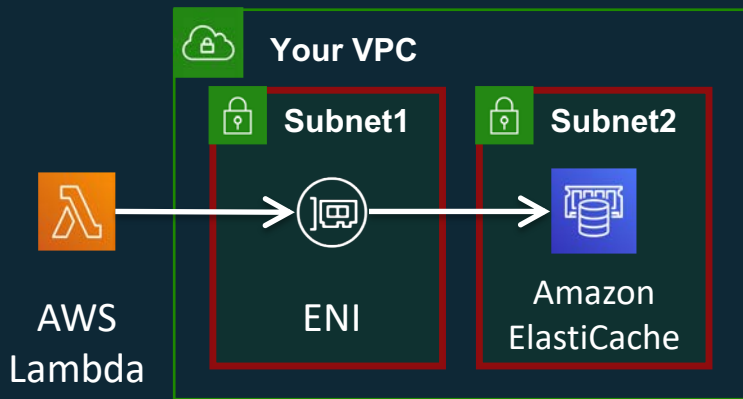 Your VPC
Subnet1
Subnet2
AWS
Lambda
ENI
Amazon
ElastiCache